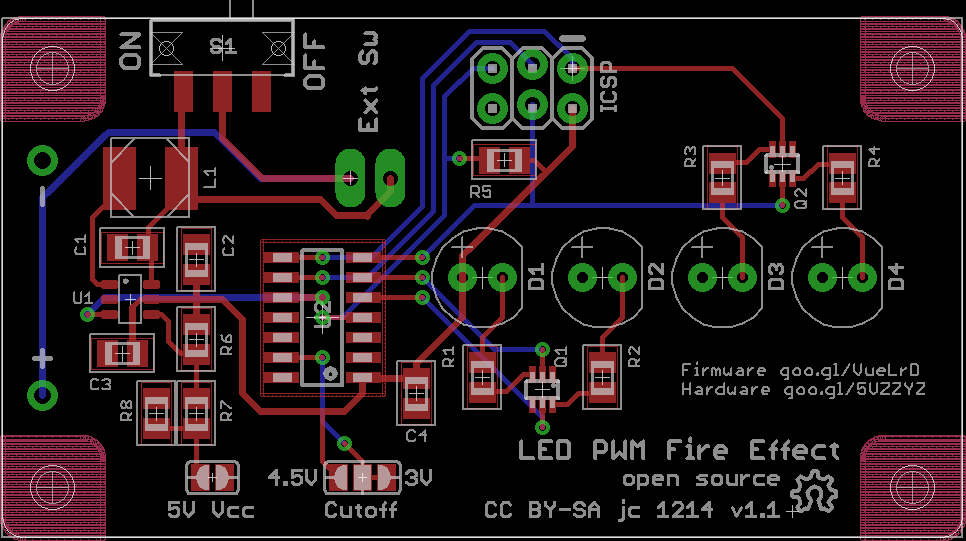 ON
S1
OFF
Ext Sw
ICSP
L1
R5
R3
Q2
R4
C1
C2
U1
U2
D1
D2
D3
D4
R6
C3
R1
Q1
R2
R8
R7
C4
Firmware goo.gl/VueLrD
Hardware goo.gl/5VZZYZ
LED PWM Fire Effect
4.5V
3V
open source
5V Vcc
Cutoff
CC BY-SA jc 1214 v1.1